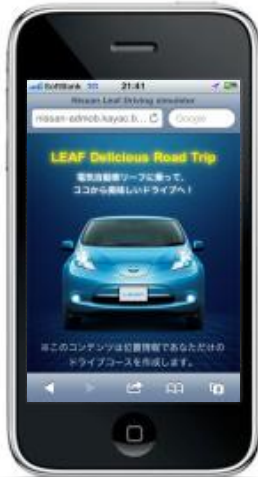 SoftBank 3G 21:41
Nissan Leaf Driving simulator
nissan-admob.kayac.b... Google
LEAF Delicious Road Trip
電気自動車リーフに乗って、
ココから美味しいドライブへ！
※このコンテンツは位置情報であなただけの
ドライブコースを作成します。